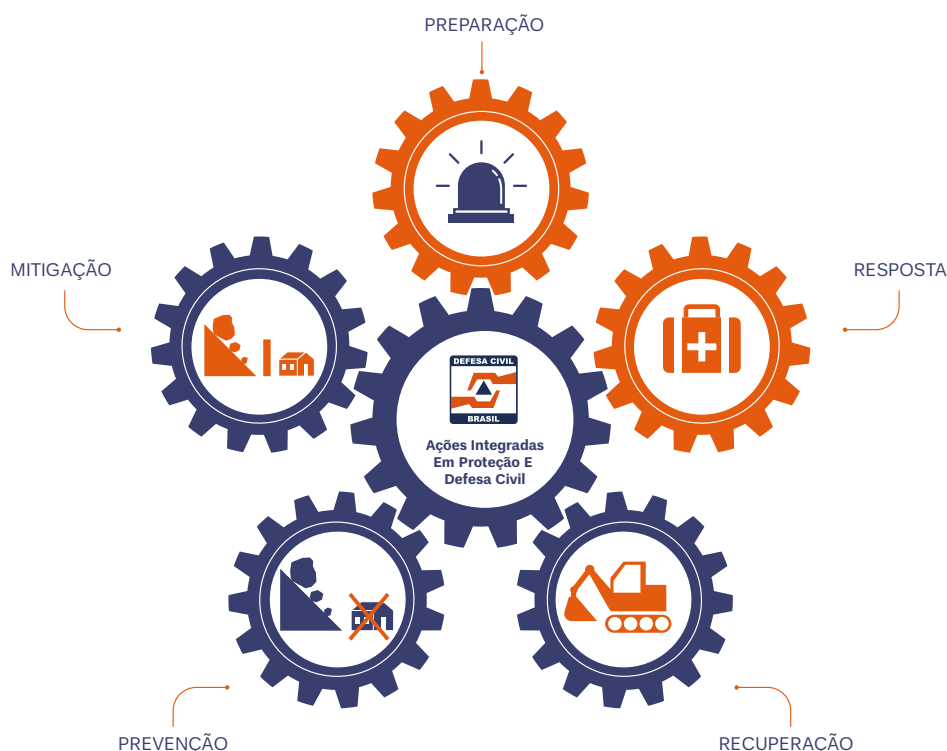 PREPARAÇÃO
MITIGAÇÃO
RESPOSTA
DEFESA CIVIL
BRASIL
Ações Integradas
Em Proteção E
Defesa Civil
PREVENÇÃO
RECUPERAÇÃO